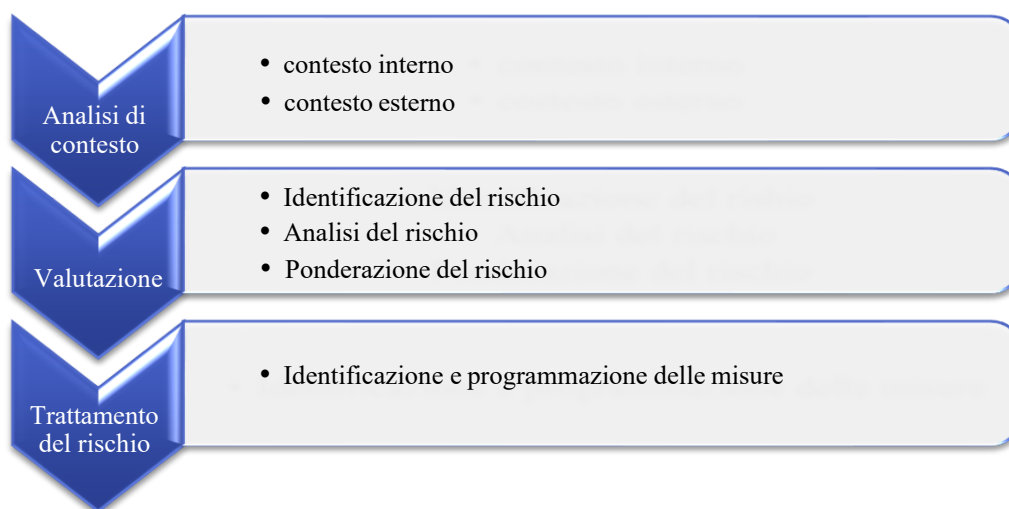 Analisi di
contesto
• contesto interno
• contesto esterno
Valutazione
• Identificazione del rischio
• Analisi del rischio
• Ponderazione del rischio
Trattamento
del rischio
• Identificazione e programmazione delle misure